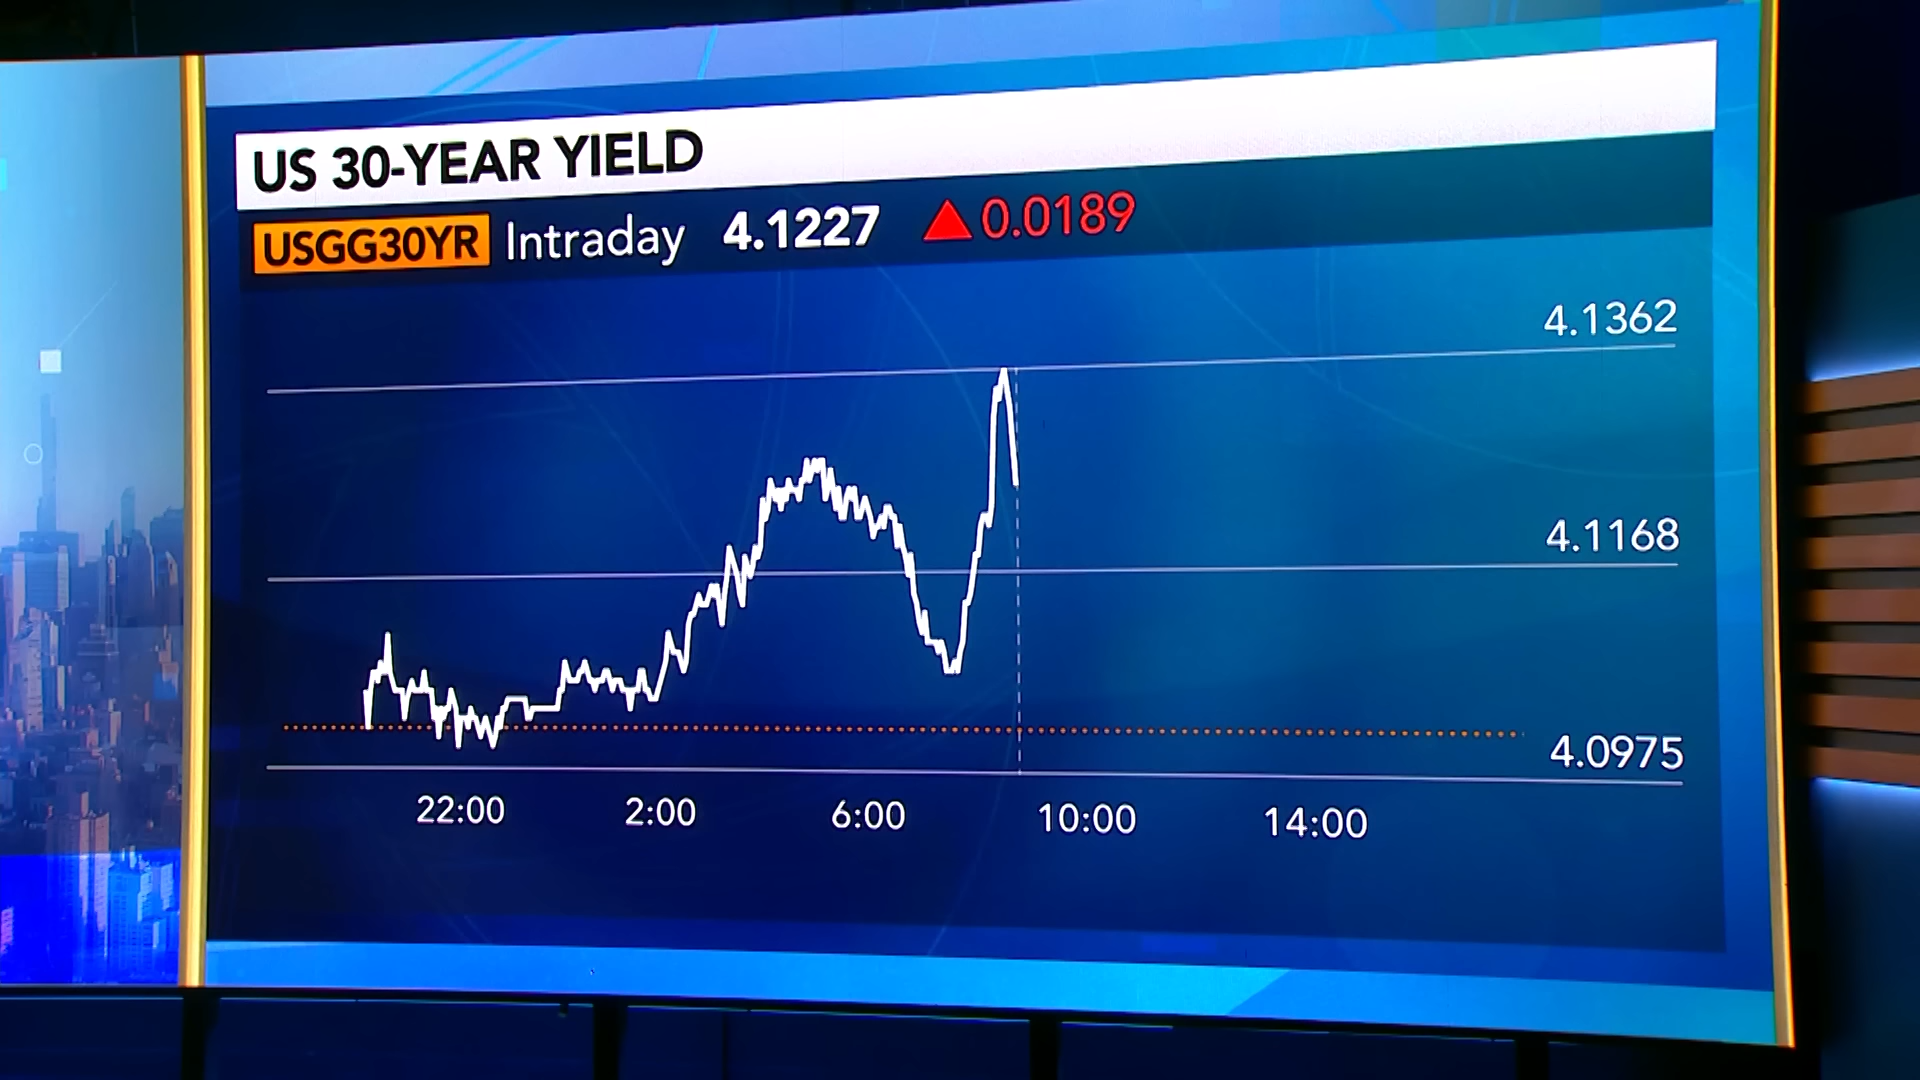 US 30-YEAR YIELD
USGG30YR Intraday 4.1227 ▲0.0189
4.1362
4.1168
4.0975
22:00 2:00 6:00 10:00 14:00